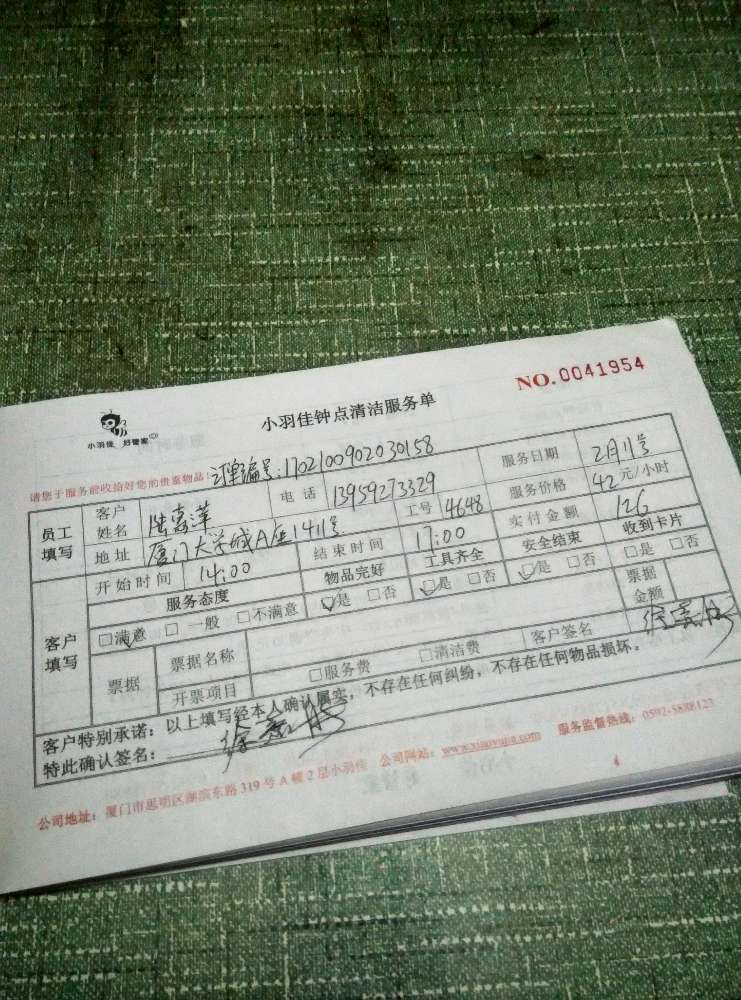 NO.0041954
小羽佳 好管家
小羽佳钟点清洁服务单
请您于服务前收拾好您的贵重物品! 订单编号:1702100902030158
员工填写 客户姓名 电话 13959273329 服务日期 2月11号
地址 厦门大学城A座1411号 工号 4648 服务价格 42元/小时
客户填写 开始时间 14:00 结束时间 17:00 实付金额 126
服务态度 物品完好 工具齐全 安全结束 收到卡片
□满意 □一般 □不满意 □是 □否 □是 □否 □是 □否 □是 □否
票据 票据名称 客户签名 票据金额
开票项目 □服务费 □清洁费
客户特别承诺:以上填写经本人确认属实,不存在任何纠纷,不存在任何物品损坏。
特此确认签名:
公司地址:厦门市思明区湖滨东路319号A幢2层小羽佳 公司网站:www.xiaoyujia.com 服务监督热线:0592-5888123